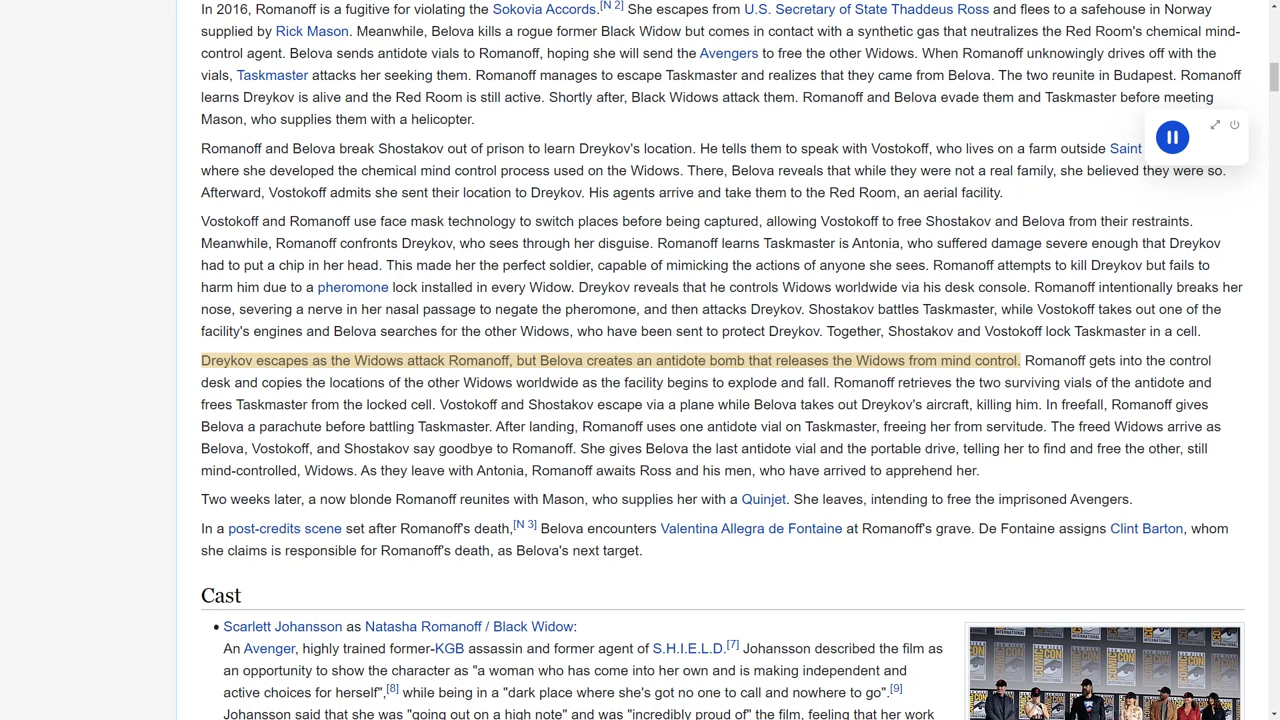 In 2016, Romanoff is a fugitive for violating the Sokovia Accords.[N 2] She escapes from U.S. Secretary of State Thaddeus Ross and flees to a safehouse in Norway
supplied by Rick Mason. Meanwhile, Belova kills a rogue former Black Widow but comes in contact with a synthetic gas that neutralizes the Red Room's chemical mind-
control agent. Belova sends antidote vials to Romanoff, hoping she will send the Avengers to free the other Widows. When Romanoff unknowingly drives off with the
vials, Taskmaster attacks her seeking them. Romanoff manages to escape Taskmaster and realizes that they came from Belova. The two reunite in Budapest. Romanoff
learns Dreykov is alive and the Red Room is still active. Shortly after, Black Widows attack them. Romanoff and Belova evade them and Taskmaster before meeting
Mason, who supplies them with a helicopter.
Romanoff and Belova break Shostakov out of prison to learn Dreykov's location. He tells them to speak with Vostokoff, who lives on a farm outside Saint
where she developed the chemical mind control process used on the Widows. There, Belova reveals that while they were not a real family, she believed they were so.
Afterward, Vostokoff admits she sent their location to Dreykov. His agents arrive and take them to the Red Room, an aerial facility.
Vostokoff and Romanoff use face mask technology to switch places before being captured, allowing Vostokoff to free Shostakov and Belova from their restraints.
Meanwhile, Romanoff confronts Dreykov, who sees through her disguise. Romanoff learns Taskmaster is Antonia, who suffered damage severe enough that Dreykov
had to put a chip in her head. This made her the perfect soldier, capable of mimicking the actions of anyone she sees. Romanoff attempts to kill Dreykov but fails to
harm him due to a pheromone lock installed in every Widow. Dreykov reveals that he controls Widows worldwide via his desk console. Romanoff intentionally breaks her
nose, severing a nerve in her nasal passage to negate the pheromone, and then attacks Dreykov. Shostakov battles Taskmaster, while Vostokoff takes out one of the
facility's engines and Belova searches for the other Widows, who have been sent to protect Dreykov. Together, Shostakov and Vostokoff lock Taskmaster in a cell.
Dreykov escapes as the Widows attack Romanoff, but Belova creates an antidote bomb that releases the Widows from mind control. Romanoff gets into the control
desk and copies the locations of the other Widows worldwide as the facility begins to explode and fall. Romanoff retrieves the two surviving vials of the antidote and
frees Taskmaster from the locked cell. Vostokoff and Shostakov escape via a plane while Belova takes out Dreykov's aircraft, killing him. In freefall, Romanoff gives
Belova a parachute before battling Taskmaster. After landing, Romanoff uses one antidote vial on Taskmaster, freeing her from servitude. The freed Widows arrive as
Belova, Vostokoff, and Shostakov say goodbye to Romanoff. She gives Belova the last antidote vial and the portable drive, telling her to find and free the other, still
mind-controlled, Widows. As they leave with Antonia, Romanoff awaits Ross and his men, who have arrived to apprehend her.
Two weeks later, a now blonde Romanoff reunites with Mason, who supplies her with a Quinjet. She leaves, intending to free the imprisoned Avengers.
In a post-credits scene set after Romanoff's death,[N 3] Belova encounters Valentina Allegra de Fontaine at Romanoff's grave. De Fontaine assigns Clint Barton, whom
she claims is responsible for Romanoff's death, as Belova's next target.
Cast
• Scarlett Johansson as Natasha Romanoff / Black Widow:
An Avenger, highly trained former-KGB assassin and former agent of S.H.I.E.L.D.[7] Johansson described the film as
an opportunity to show the character as "a woman who has come into her own and is making independent and
active choices for herself",[8] while being in a "dark place where she's got no one to call and nowhere to go".[9]
Johansson said that she was "going out on a high note" and was "incredibly proud of" the film, feeling that her work